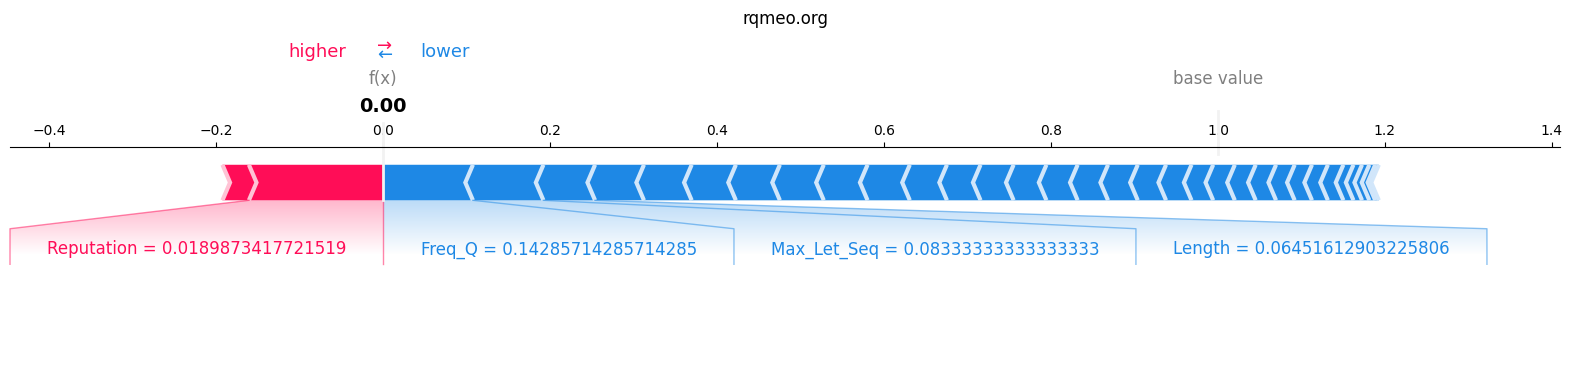 rqmeo.org
higher → ← lower
f(x) base value
0.00
−0.4 −0.2 0.0 0.2 0.4 0.6 0.8 1.0 1.2 1.4
Reputation = 0.0189873417721519 Freq_Q = 0.14285714285714285 Max_Let_Seq = 0.08333333333333333 Length = 0.06451612903225806